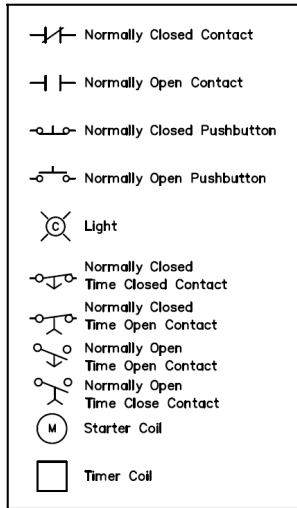 Normally Closed Contact
Normally Open Contact
Normally Closed Pushbutton
Normally Open Pushbutton
C
Light
Normally Closed
Time Closed Contact
Normally Closed
Time Open Contact
Normally Open
Time Open Contact
Normally Open
Time Close Contact
M
Starter Coil
Timer Coil